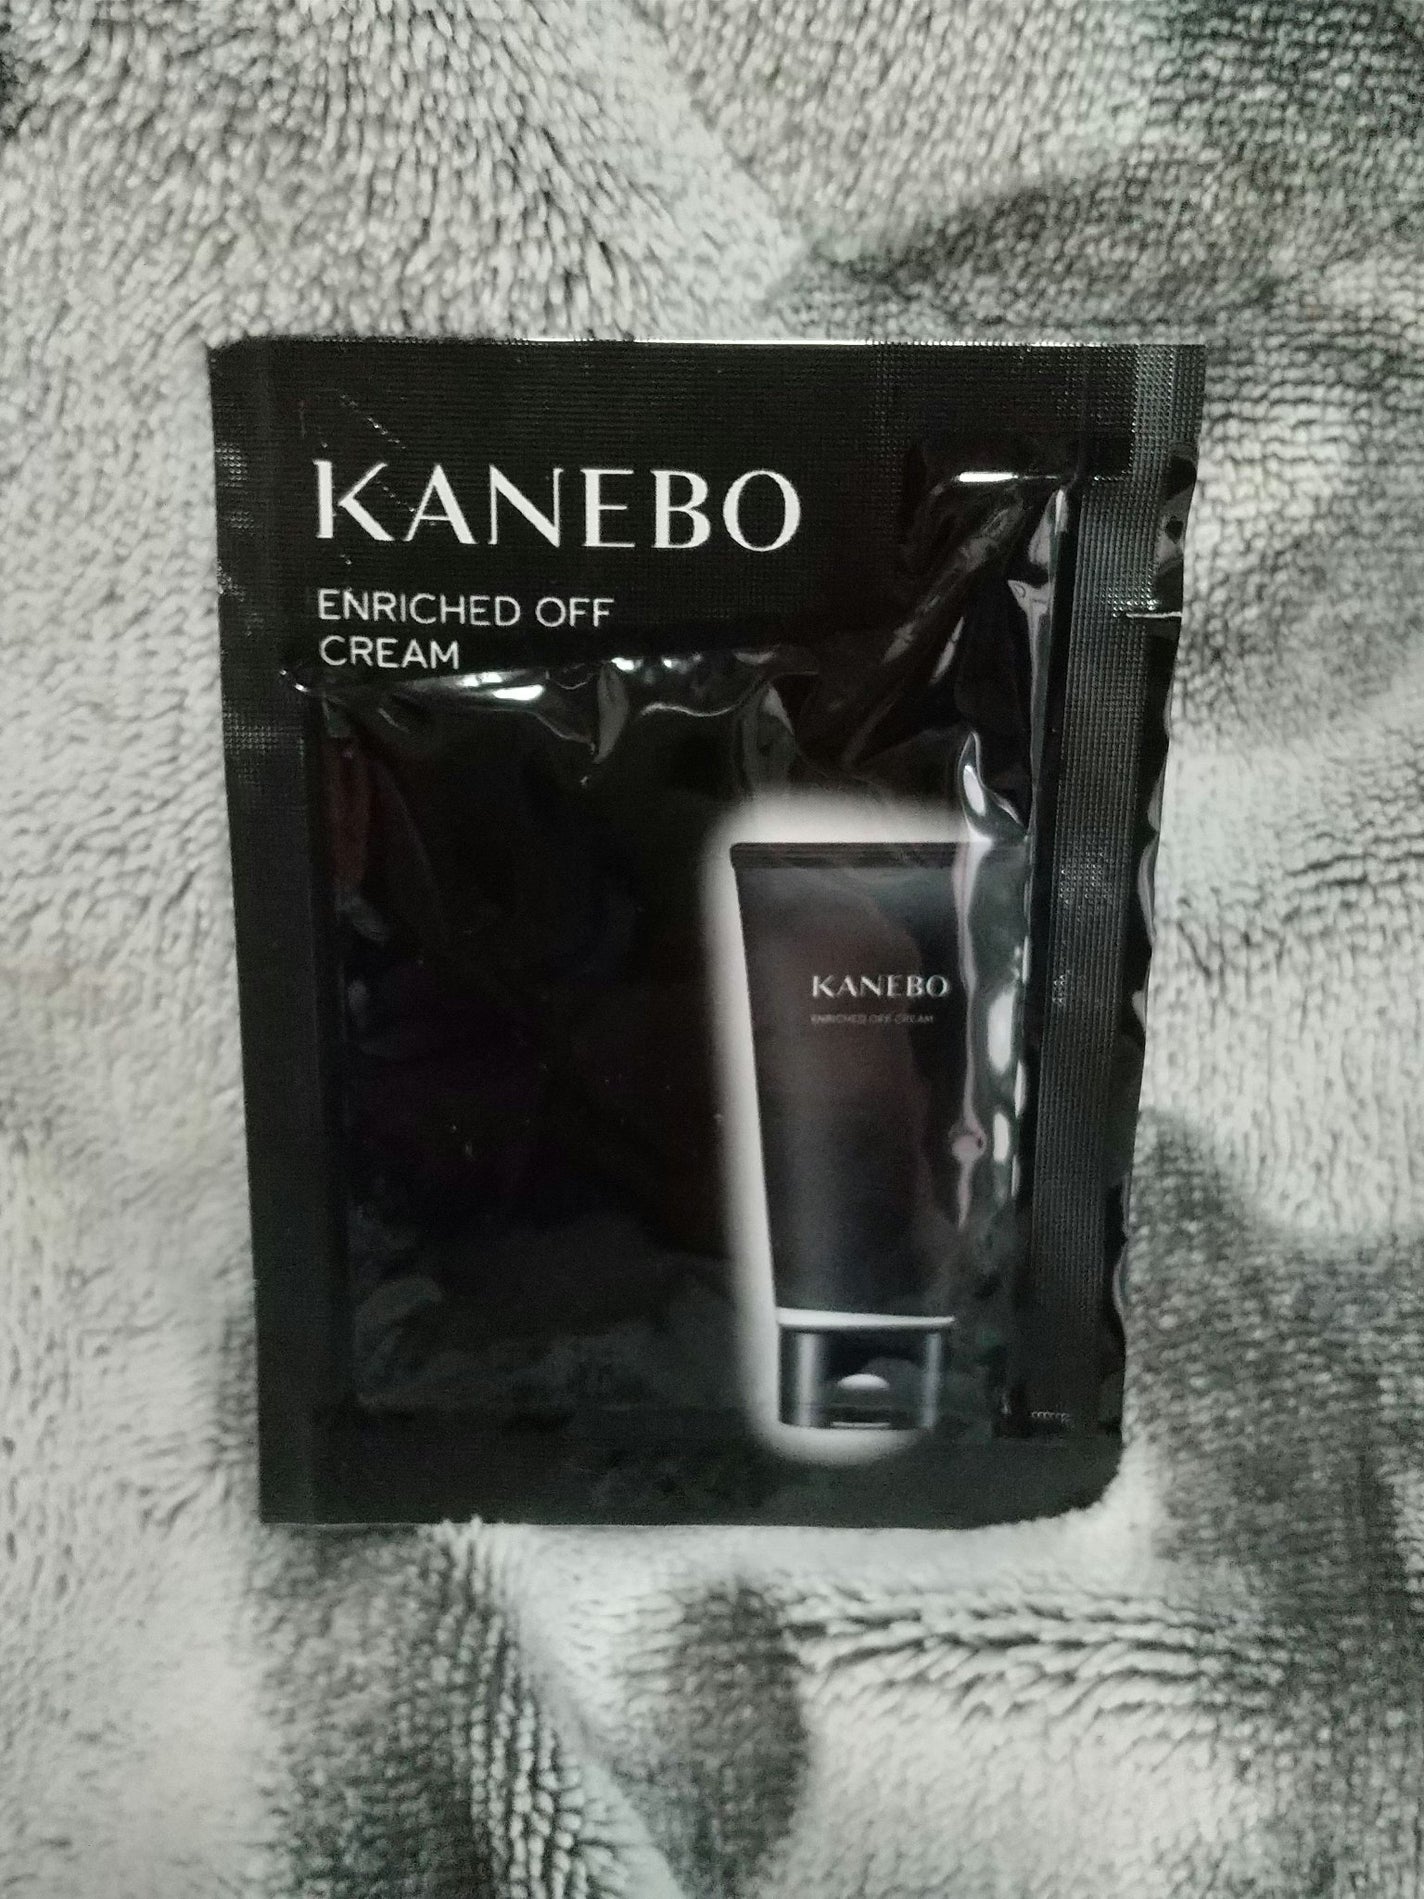 KANEBO
ENRICHED OFF
CREAM
KANEBO
ENRICHED OFF CREAM